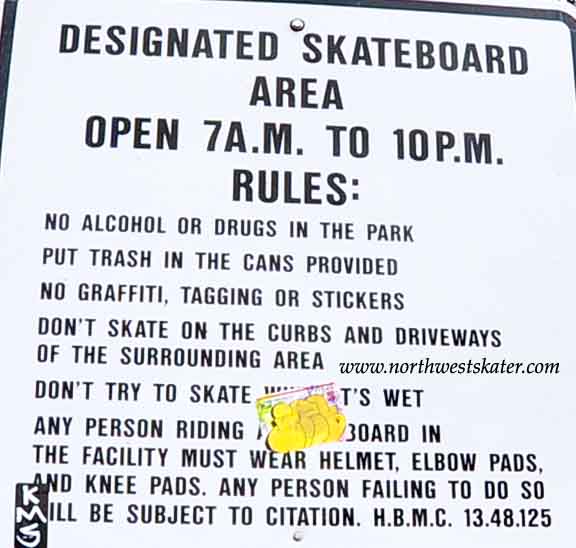 DESIGNATED SKATEBOARD
AREA
OPEN 7A.M. TO 10P.M.
RULES:
NO ALCOHOL OR DRUGS IN THE PARK
PUT TRASH IN THE CANS PROVIDED
NO GRAFFITI, TAGGING OR STICKERS
DON'T SKATE ON THE CURBS AND DRIVEWAYS
OF THE SURROUNDING AREA
www.northwestskater.com
DON'T TRY TO SKATE T'S WET
ANY PERSON RIDING BOARD IN
THE FACILITY MUST WEAR HELMET, ELBOW PADS,
AND KNEE PADS. ANY PERSON FAILING TO DO SO
ILL BE SUBJECT TO CITATION. H.B.M.C. 13.48.125
KMS